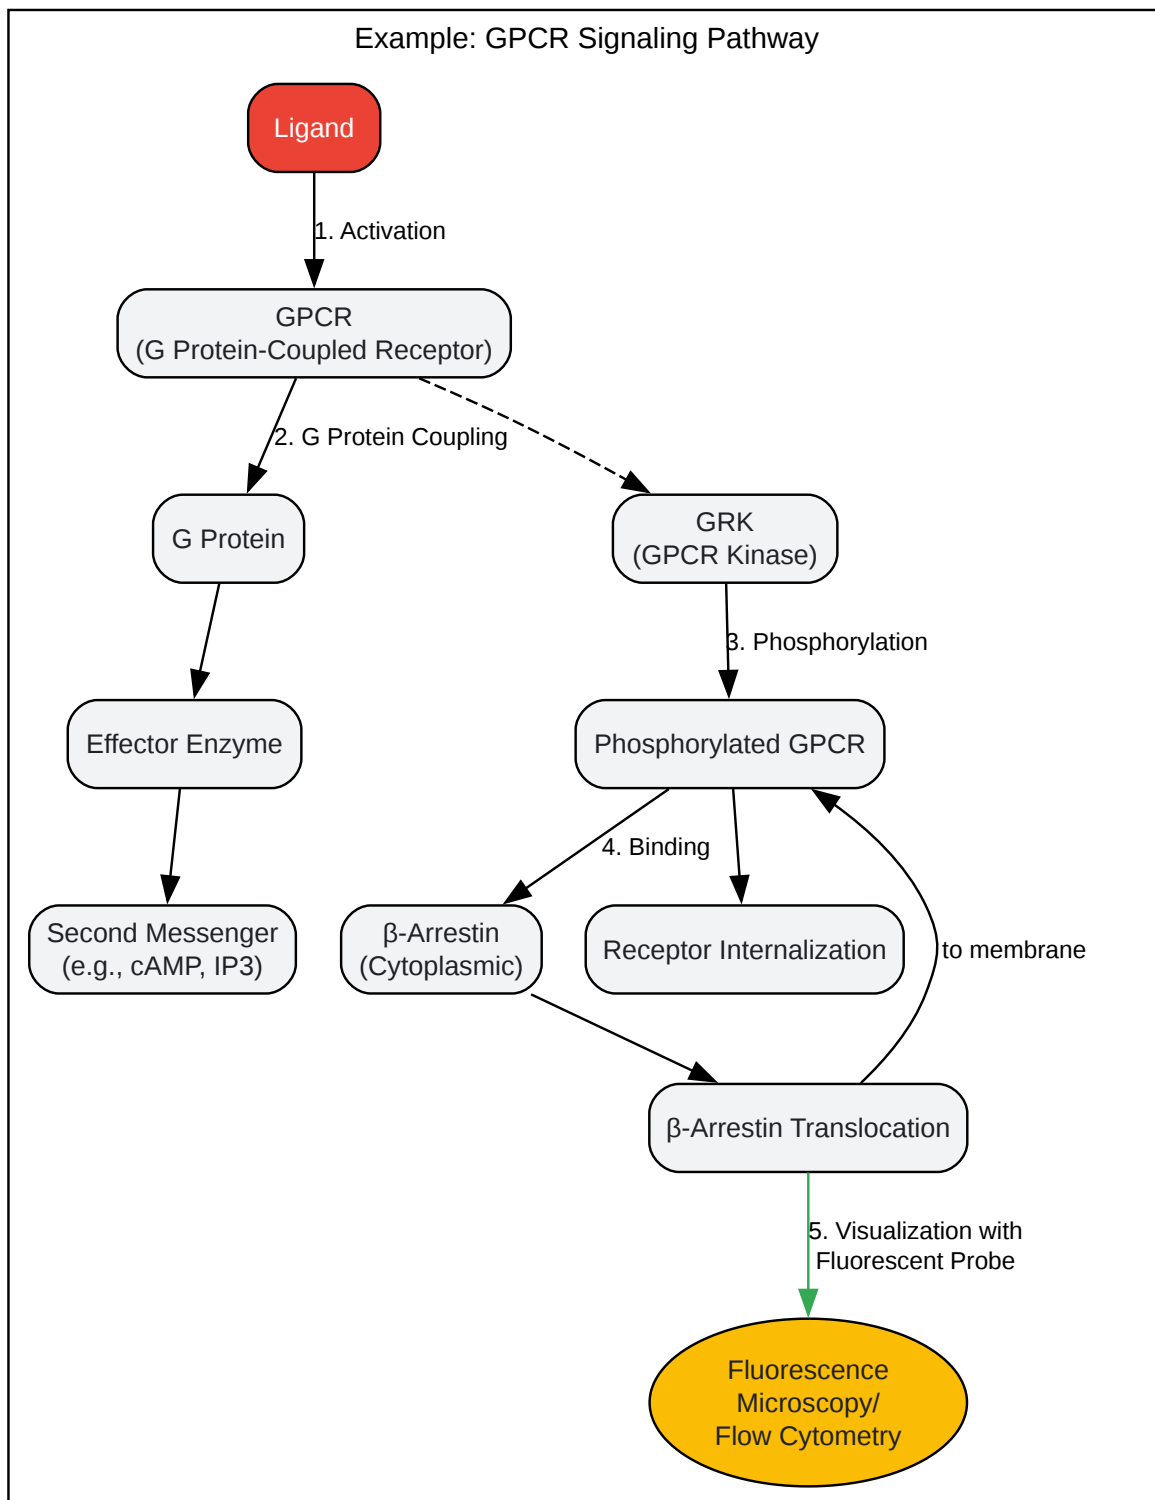 Example: GPCR Signaling Pathway
Ligand
1. Activation
GPCR
(G Protein-Coupled Receptor)
2. G Protein Coupling
G Protein
GRK
(GPCR Kinase)
3. Phosphorylation
Effector Enzyme
Phosphorylated GPCR
4. Binding
Second Messenger
(e.g., cAMP, IP3)
β-Arrestin
(Cytoplasmic)
Receptor Internalization
to membrane
β-Arrestin Translocation
5. Visualization with
Fluorescent Probe
Fluorescence
Microscopy/
Flow Cytometry